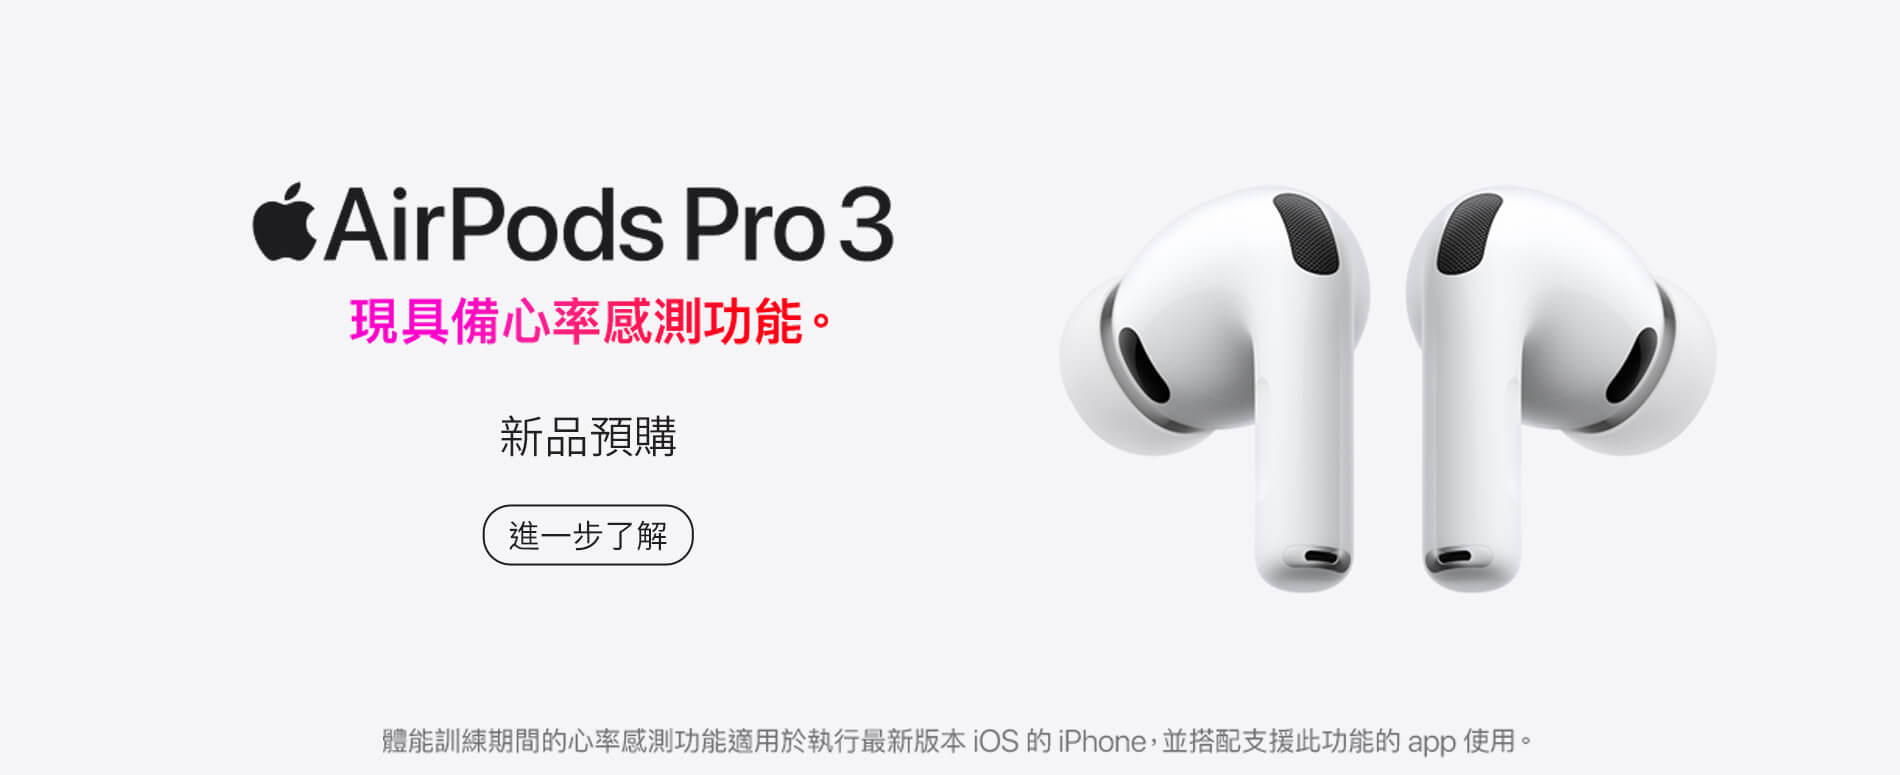 AirPods Pro 3
現具備心率感測功能。
新品預購
進一步了解
體能訓練期間的心率感測功能適用於執行最新版本 iOS 的 iPhone，並搭配支援此功能的 app 使用。